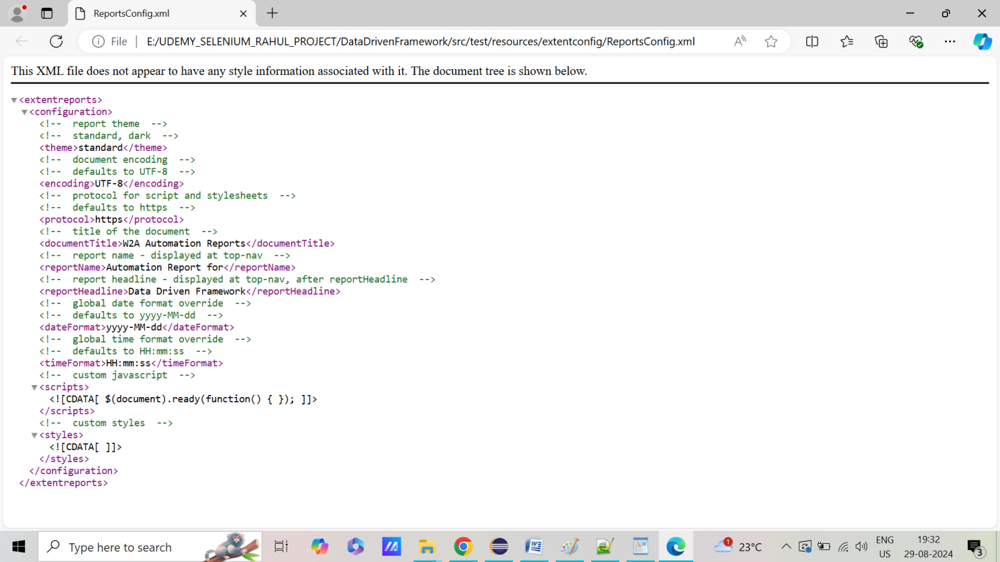 ReportsConfig.xml
File | E:/UDEMY_SELENIUM_RAHUL_PROJECT/DataDrivenFramework/src/test/resources/extentconfig/ReportsConfig.xml
This XML file does not appear to have any style information associated with it. The document tree is shown below.
▼<extentreports>
▼<configuration>
<!-- report theme -->
<!-- standard, dark -->
<theme>standard</theme>
<!-- document encoding -->
<!-- defaults to UTF-8 -->
<encoding>UTF-8</encoding>
<!-- protocol for script and stylesheets -->
<!-- defaults to https -->
<protocol>https</protocol>
<!-- title of the document -->
<documentTitle>W2A Automation Reports</documentTitle>
<!-- report name - displayed at top-nav -->
<reportName>Automation Report for</reportName>
<!-- report headline - displayed at top-nav, after reportHeadline -->
<reportHeadline>Data Driven Framework</reportHeadline>
<!-- global date format override -->
<!-- defaults to yyyy-MM-dd -->
<dateFormat>yyyy-MM-dd</dateFormat>
<!-- global time format override -->
<!-- defaults to HH:mm:ss -->
<timeFormat>HH:mm:ss</timeFormat>
<!-- custom javascript -->
▼<scripts>
<![CDATA[ $(document).ready(function() { }); ]]>
</scripts>
<!-- custom styles -->
▼<styles>
<![CDATA[ ]]>
</styles>
</configuration>
</extentreports>
Type here to search
1 23°C
ENG 19:32
US 29-08-2024 3